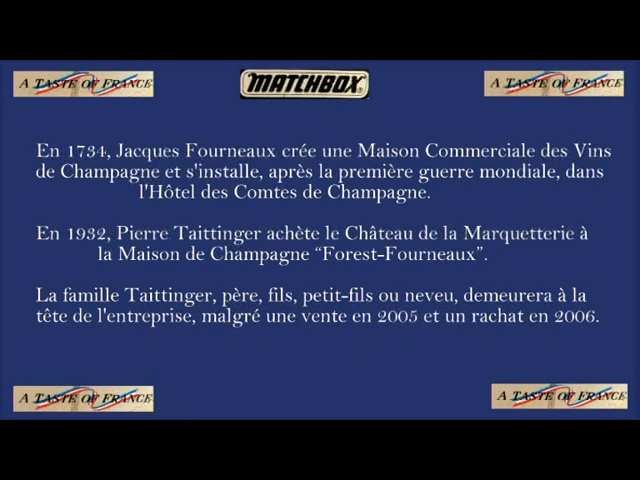 A TASTE OF FRANCE
MATCHBOX®
A TASTE OF FRANCE
En 1734, Jacques Fourneaux crée une Maison Commerciale des Vins
de Champagne et s'installe, après la première guerre mondiale, dans
l'Hôtel des Comtes de Champagne.
En 1932, Pierre Taittinger achète le Château de la Marquetterie à
la Maison de Champagne “Forest-Fourneaux”.
La famille Taittinger, père, fils, petit-fils ou neveu, demeurera à la
tête de l'entreprise, malgré une vente en 2005 et un rachat en 2006.
A TASTE OF FRANCE
A TASTE OF FRANCE